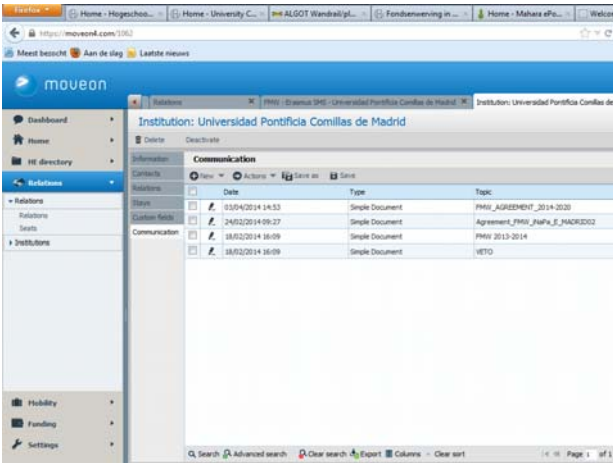 Firefox
Home - Hogeschoo...
Home - University C...
ALGOT Wandrail/pl...
Fondsenwerving in ...
Home - Mahara ePo...
Welcon
https://moveon4.com/1062
Meest bezocht
Aan de slag
Laatste nieuws
moveon
Relations
FMW - Erasmus SMS - Universidad Pontificia Comillas de Madrid
Institution: Universidad Pontificia Comillas de
Dashboard
Home
HE directory
Relations
Relations
Relations
Seats
Institutions
Mobility
Funding
Settings
Institution: Universidad Pontificia Comillas de Madrid
Delete
Deactivate
Information
Contacts
Relations
Stays
Custom fields
Communication
Communication
New
Actions
Save as
Save
Date Type Topic
03/04/2014 14:53 Simple Document FMW_AGREEMENT_2014-2020
24/02/2014 09:27 Simple Document Agreement_FMW_iNaPa_E_MADRID02
18/02/2014 16:09 Simple Document FMW 2013-2014
18/02/2014 16:09 Simple Document VETO
Search
Advanced search
Clear search
Export
Columns
Clear sort
Page 1 of 1